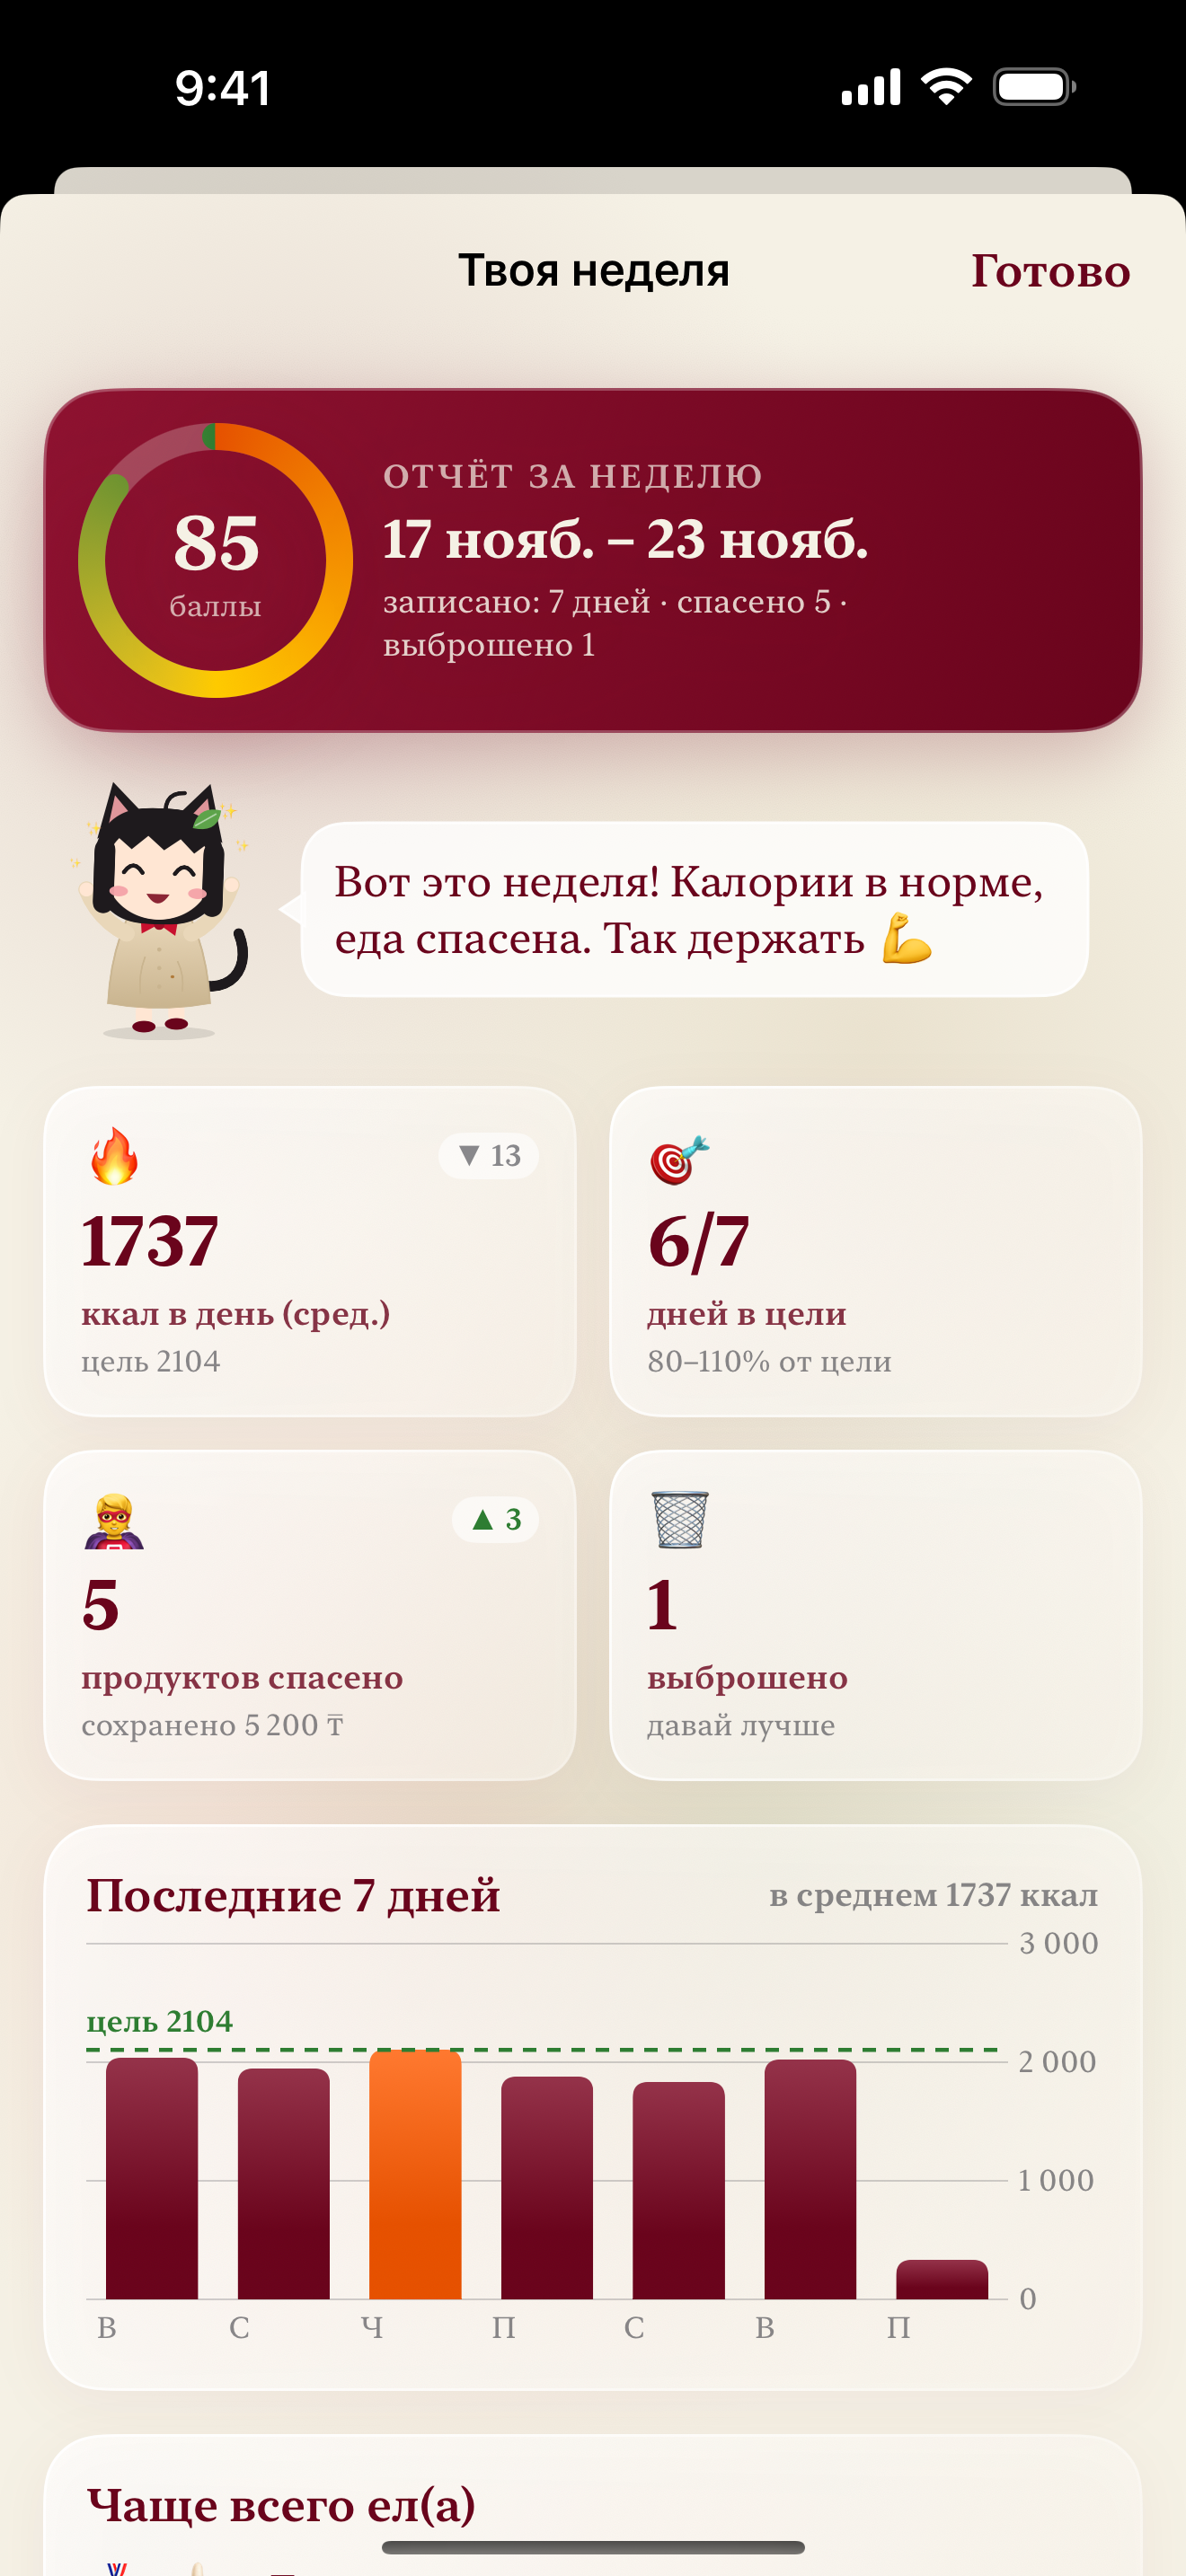 9:41
Твоя неделя
Готово
85
баллы
ОТЧЁТ ЗА НЕДЕЛЮ
17 нояб. – 23 нояб.
записано: 7 дней · спасено 5 ·
выброшено 1
Вот это неделя! Калории в норме,
еда спасена. Так держать 💪
▼ 13
1737
ккал в день (сред.)
цель 2104
6/7
дней в цели
80–110% от цели
▲ 3
5
продуктов спасено
сохранено 5 200 ₸
1
выброшено
давай лучше
Последние 7 дней
в среднем 1737 ккал
3 000
цель 2104
2 000
1 000
0
В С Ч П С В П
Чаще всего ел(а)